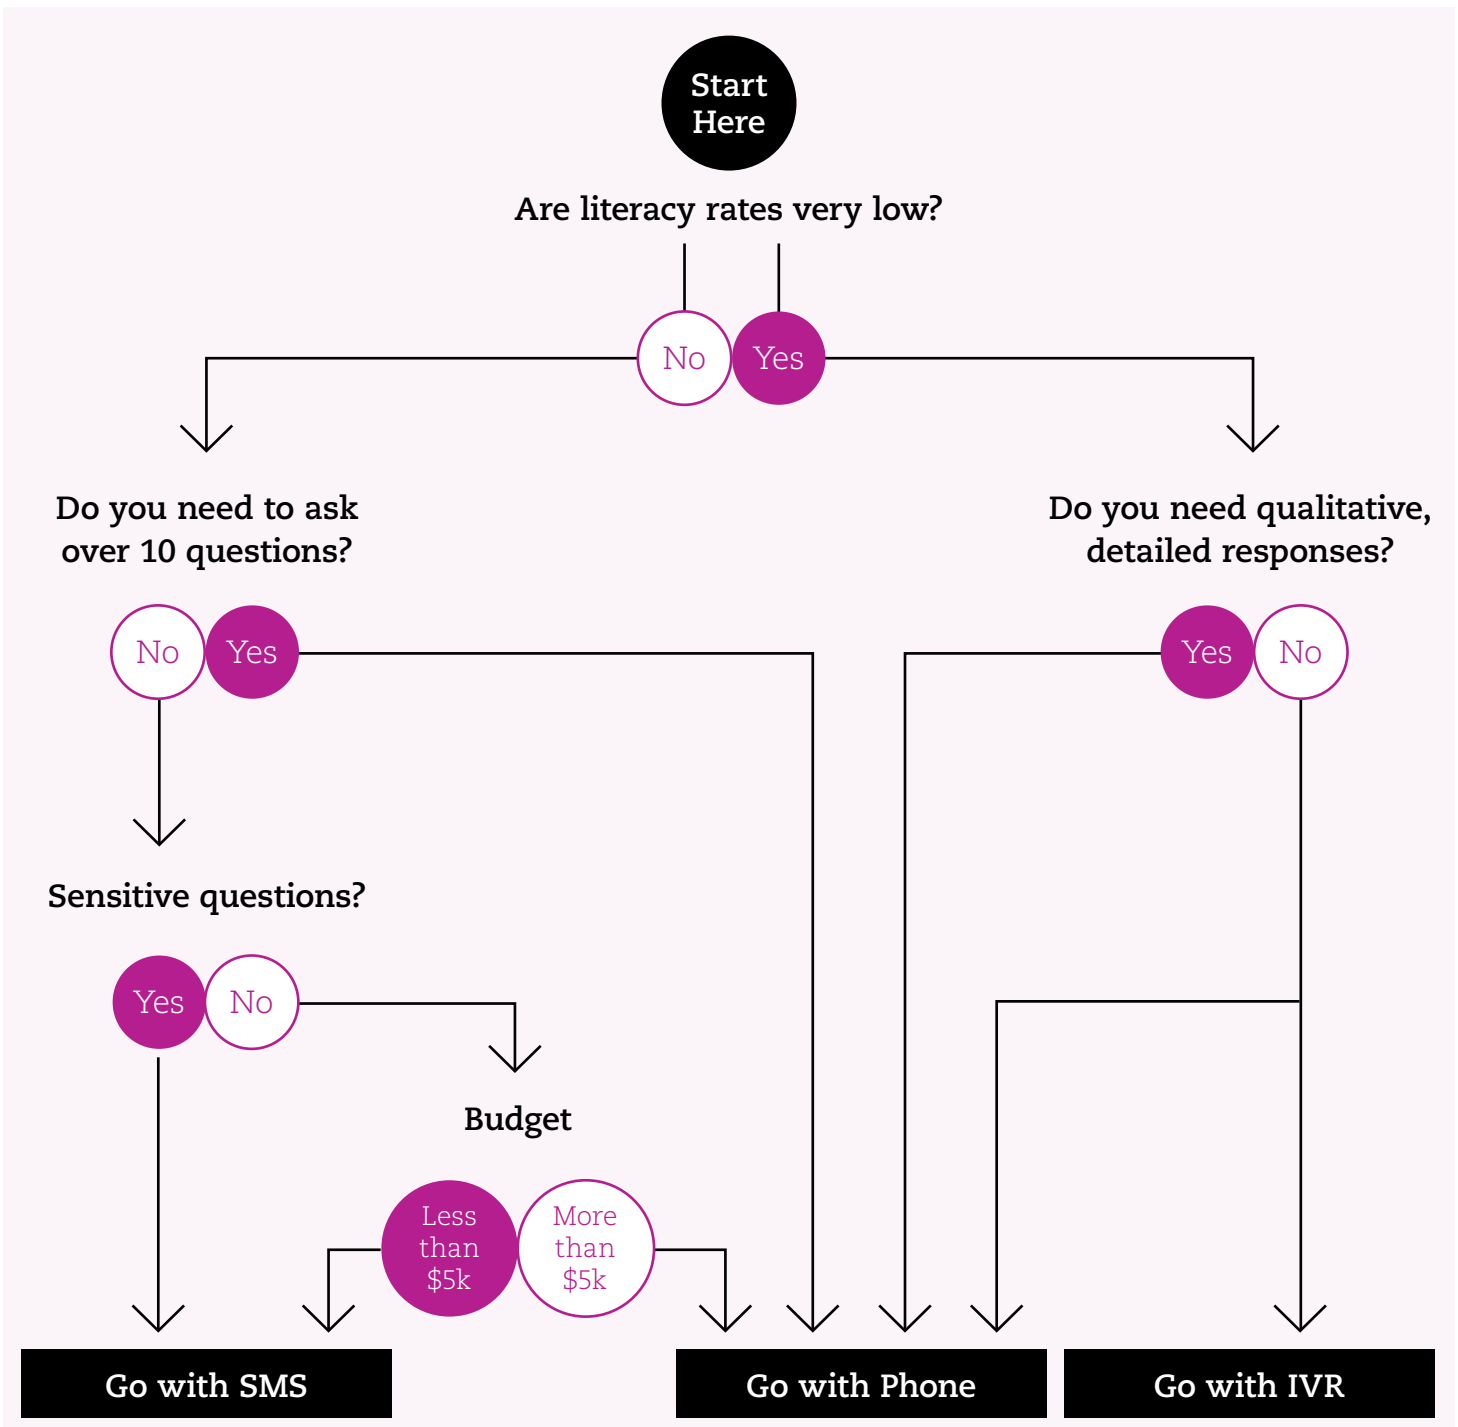 Start
Here
Are literacy rates very low?
No
Yes
Do you need to ask
over 10 questions?
No
Yes
Do you need qualitative,
detailed responses?
Yes
No
Sensitive questions?
Yes
No
Budget
Less
than
$5k
More
than
$5k
Go with SMS
Go with Phone
Go with IVR